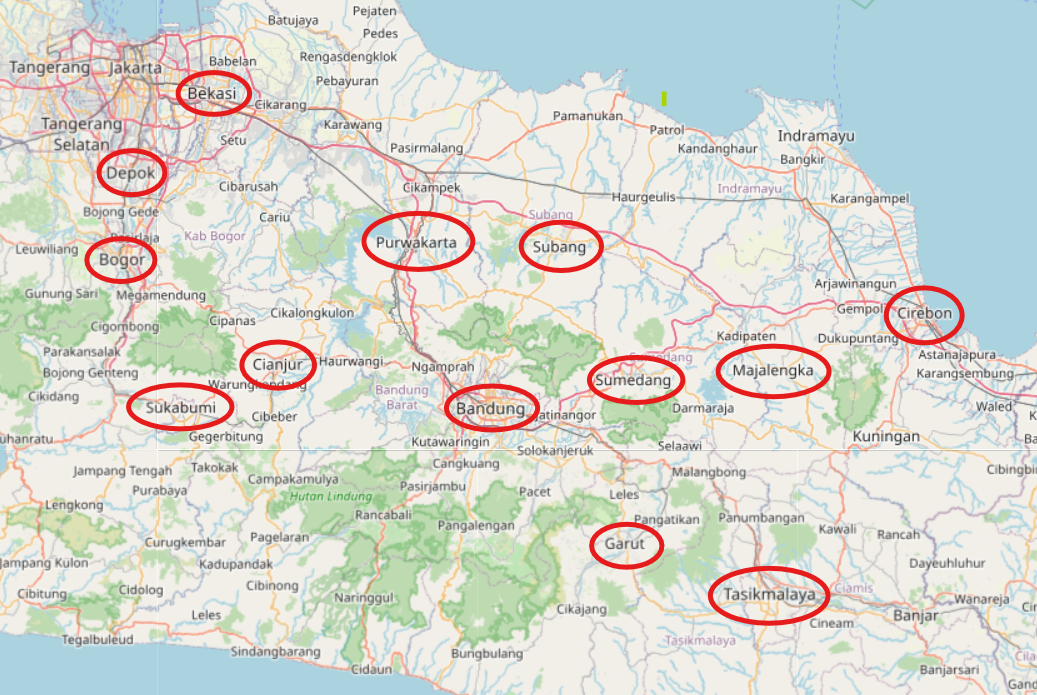 Pejaten
Batujaya
Pedes
Rengasdengklok
Babelan
Tangerang
Jakarta
Pebayuran
Bekasi
Cikarang
Pamanukan
Tangerang
Selatan
Karawang
Patrol
Indramayu
Setu
Pasirmalang
Kandanghaur
Bangkir
Depok
Cibarusah
Cikampek
Haurgeulis
Indramayu
Karangampel
Bojong Gede
Cariu
Subang
Kab Bogor
Purwakarta
Subang
Leuwiliang
Bogor
Arjawinangun
Gunung Sari
Megamendung
Cikalongkulon
Cirebon
Cigombong
Cipanas
Kadipaten
Dukupuntang
Parakansalak
Cianjur
Haurwangi
Ngamprah
Sumedang
Majalengka
Astanajapura
Bojong Genteng
Karangsembung
Warungkondang
Cikidang
Bandung
Barat
Sukabumi
Cibeber
Bandung
Jatinangor
Darmaraja
Waled
Gegerbitung
Kutawaringin
Solokanjeruk
Selaawi
Kuningan
Jampang Tengah
Takokak
Cangkuang
Malangbong
Campakamulya
Pasirjambu
Pacet
Leles
Purabaya
Hutan Lindung
Lengkong
Rancabali
Pangalengan
Pangatikan
Panumbangan
Kawali
Rancah
Curugkembar
Pagelaran
Garut
Jampang Kulon
Kadupandak
Dayeuhluhur
Cibitung
Cidolog
Cibinong
Naringgul
Tasikmalaya
Ciamis
Wanareja
Leles
Cikajang
Cineam
Banjar
Tegalbuleud
Sindangbarang
Bungbulang
Tasikmalaya
Cidaun
Banjarsari